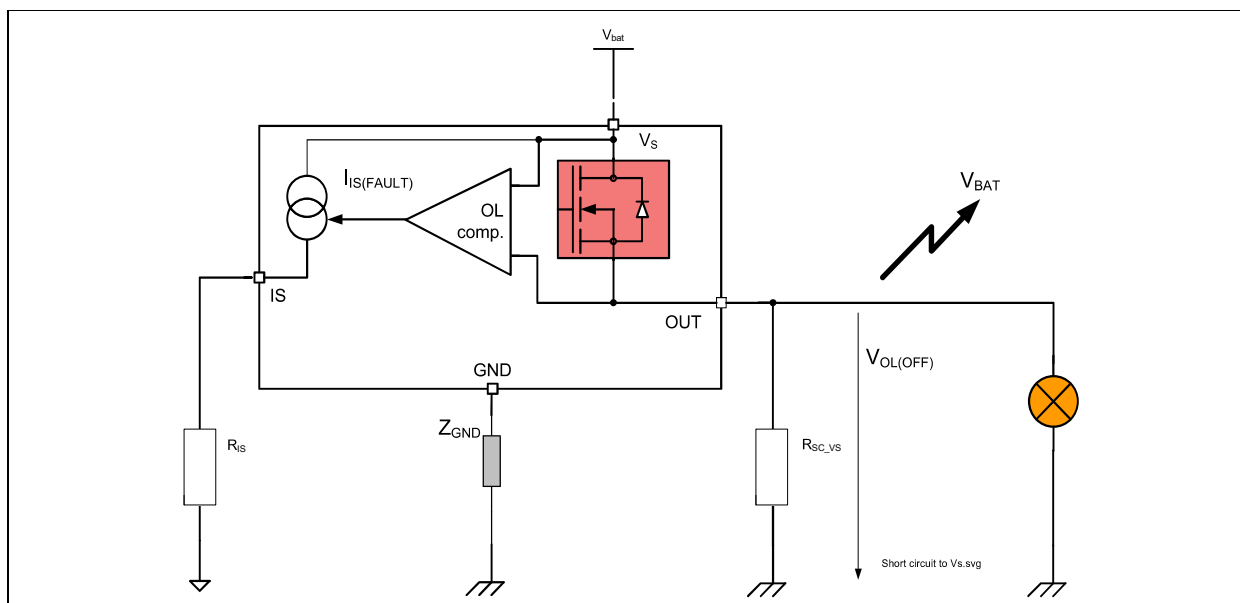 Vbat
VS
IIS(FAULT)
OL
comp.
VBAT
IS
OUT
VOL(OFF)
GND
ZGND
RIS
RSC_VS
Short circuit to Vs.svg